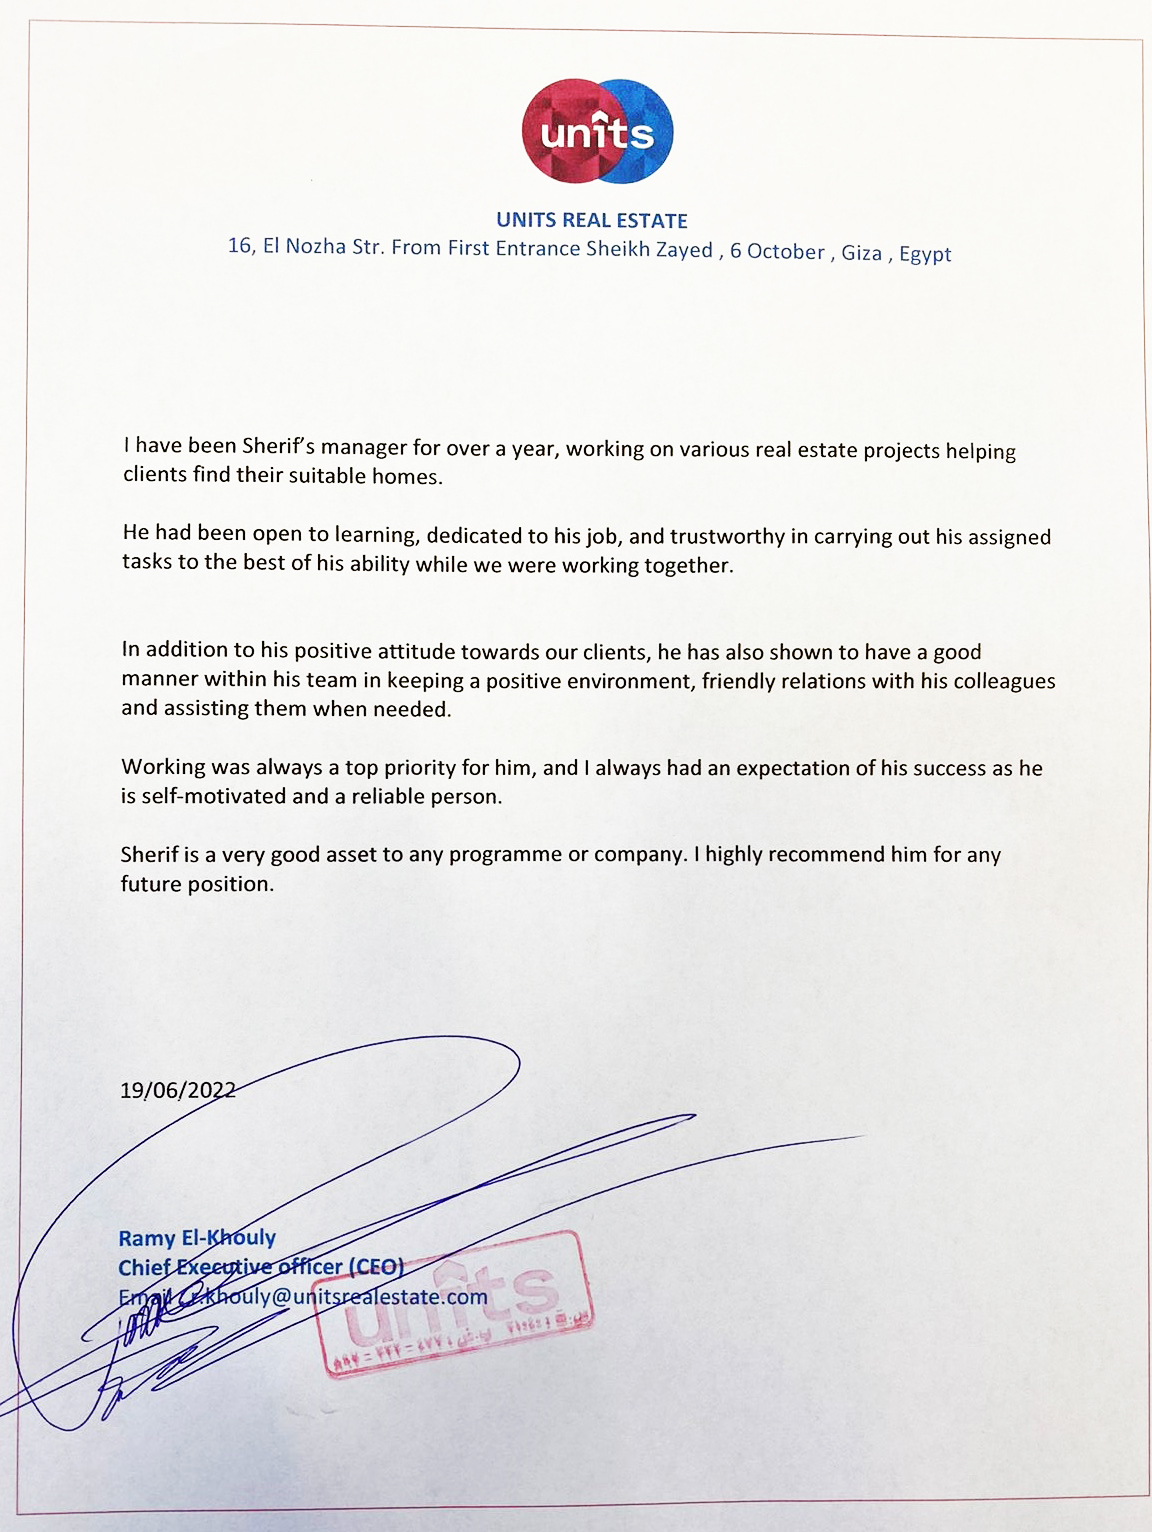 units
UNITS REAL ESTATE
16, El Nozha Str. From First Entrance Sheikh Zayed , 6 October , Giza , Egypt
I have been Sherif's manager for over a year, working on various real estate projects helping
clients find their suitable homes.
He had been open to learning, dedicated to his job, and trustworthy in carrying out his assigned
tasks to the best of his ability while we were working together.
In addition to his positive attitude towards our clients, he has also shown to have a good
manner within his team in keeping a positive environment, friendly relations with his colleagues
and assisting them when needed.
Working was always a top priority for him, and I always had an expectation of his success as he
is self-motivated and a reliable person.
Sherif is a very good asset to any programme or company. I highly recommend him for any
future position.
19/06/2022
Ramy El-Khouly
Chief Executive officer (CEO)
Email : r.khouly@unitsrealestate.com
units